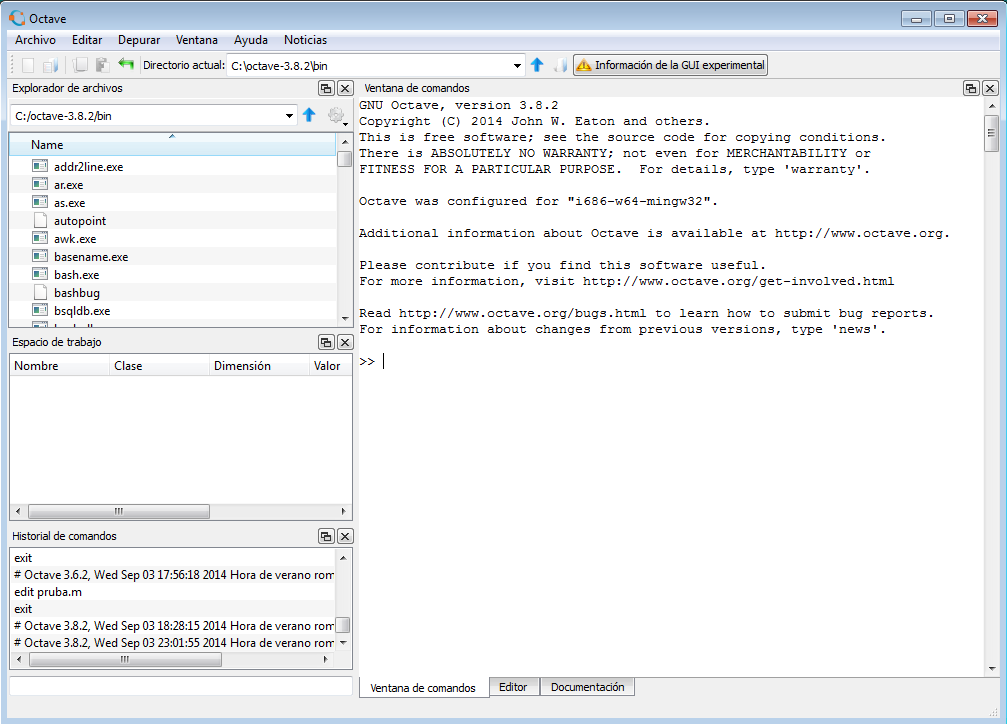 Octave
Archivo Editar Depurar Ventana Ayuda Noticias
Directorio actual: C:\octave-3.8.2\bin Información de la GUI experimental
Explorador de archivos
C:/octave-3.8.2/bin
Name
addr2line.exe
ar.exe
as.exe
autopoint
awk.exe
basename.exe
bash.exe
bashbug
bsqldb.exe
Espacio de trabajo
Nombre Clase Dimensión Valor
Historial de comandos
exit
# Octave 3.6.2, Wed Sep 03 17:56:18 2014 Hora de verano rom
edit pruba.m
exit
# Octave 3.8.2, Wed Sep 03 18:28:15 2014 Hora de verano rom
# Octave 3.8.2, Wed Sep 03 23:01:55 2014 Hora de verano rom
Ventana de comandos
GNU Octave, version 3.8.2
Copyright (C) 2014 John W. Eaton and others.
This is free software; see the source code for copying conditions.
There is ABSOLUTELY NO WARRANTY; not even for MERCHANTABILITY or
FITNESS FOR A PARTICULAR PURPOSE.  For details, type 'warranty'.
Octave was configured for "i686-w64-mingw32".
Additional information about Octave is available at http://www.octave.org.
Please contribute if you find this software useful.
For more information, visit http://www.octave.org/get-involved.html
Read http://www.octave.org/bugs.html to learn how to submit bug reports.
For information about changes from previous versions, type 'news'.
>>
Ventana de comandos Editor Documentación